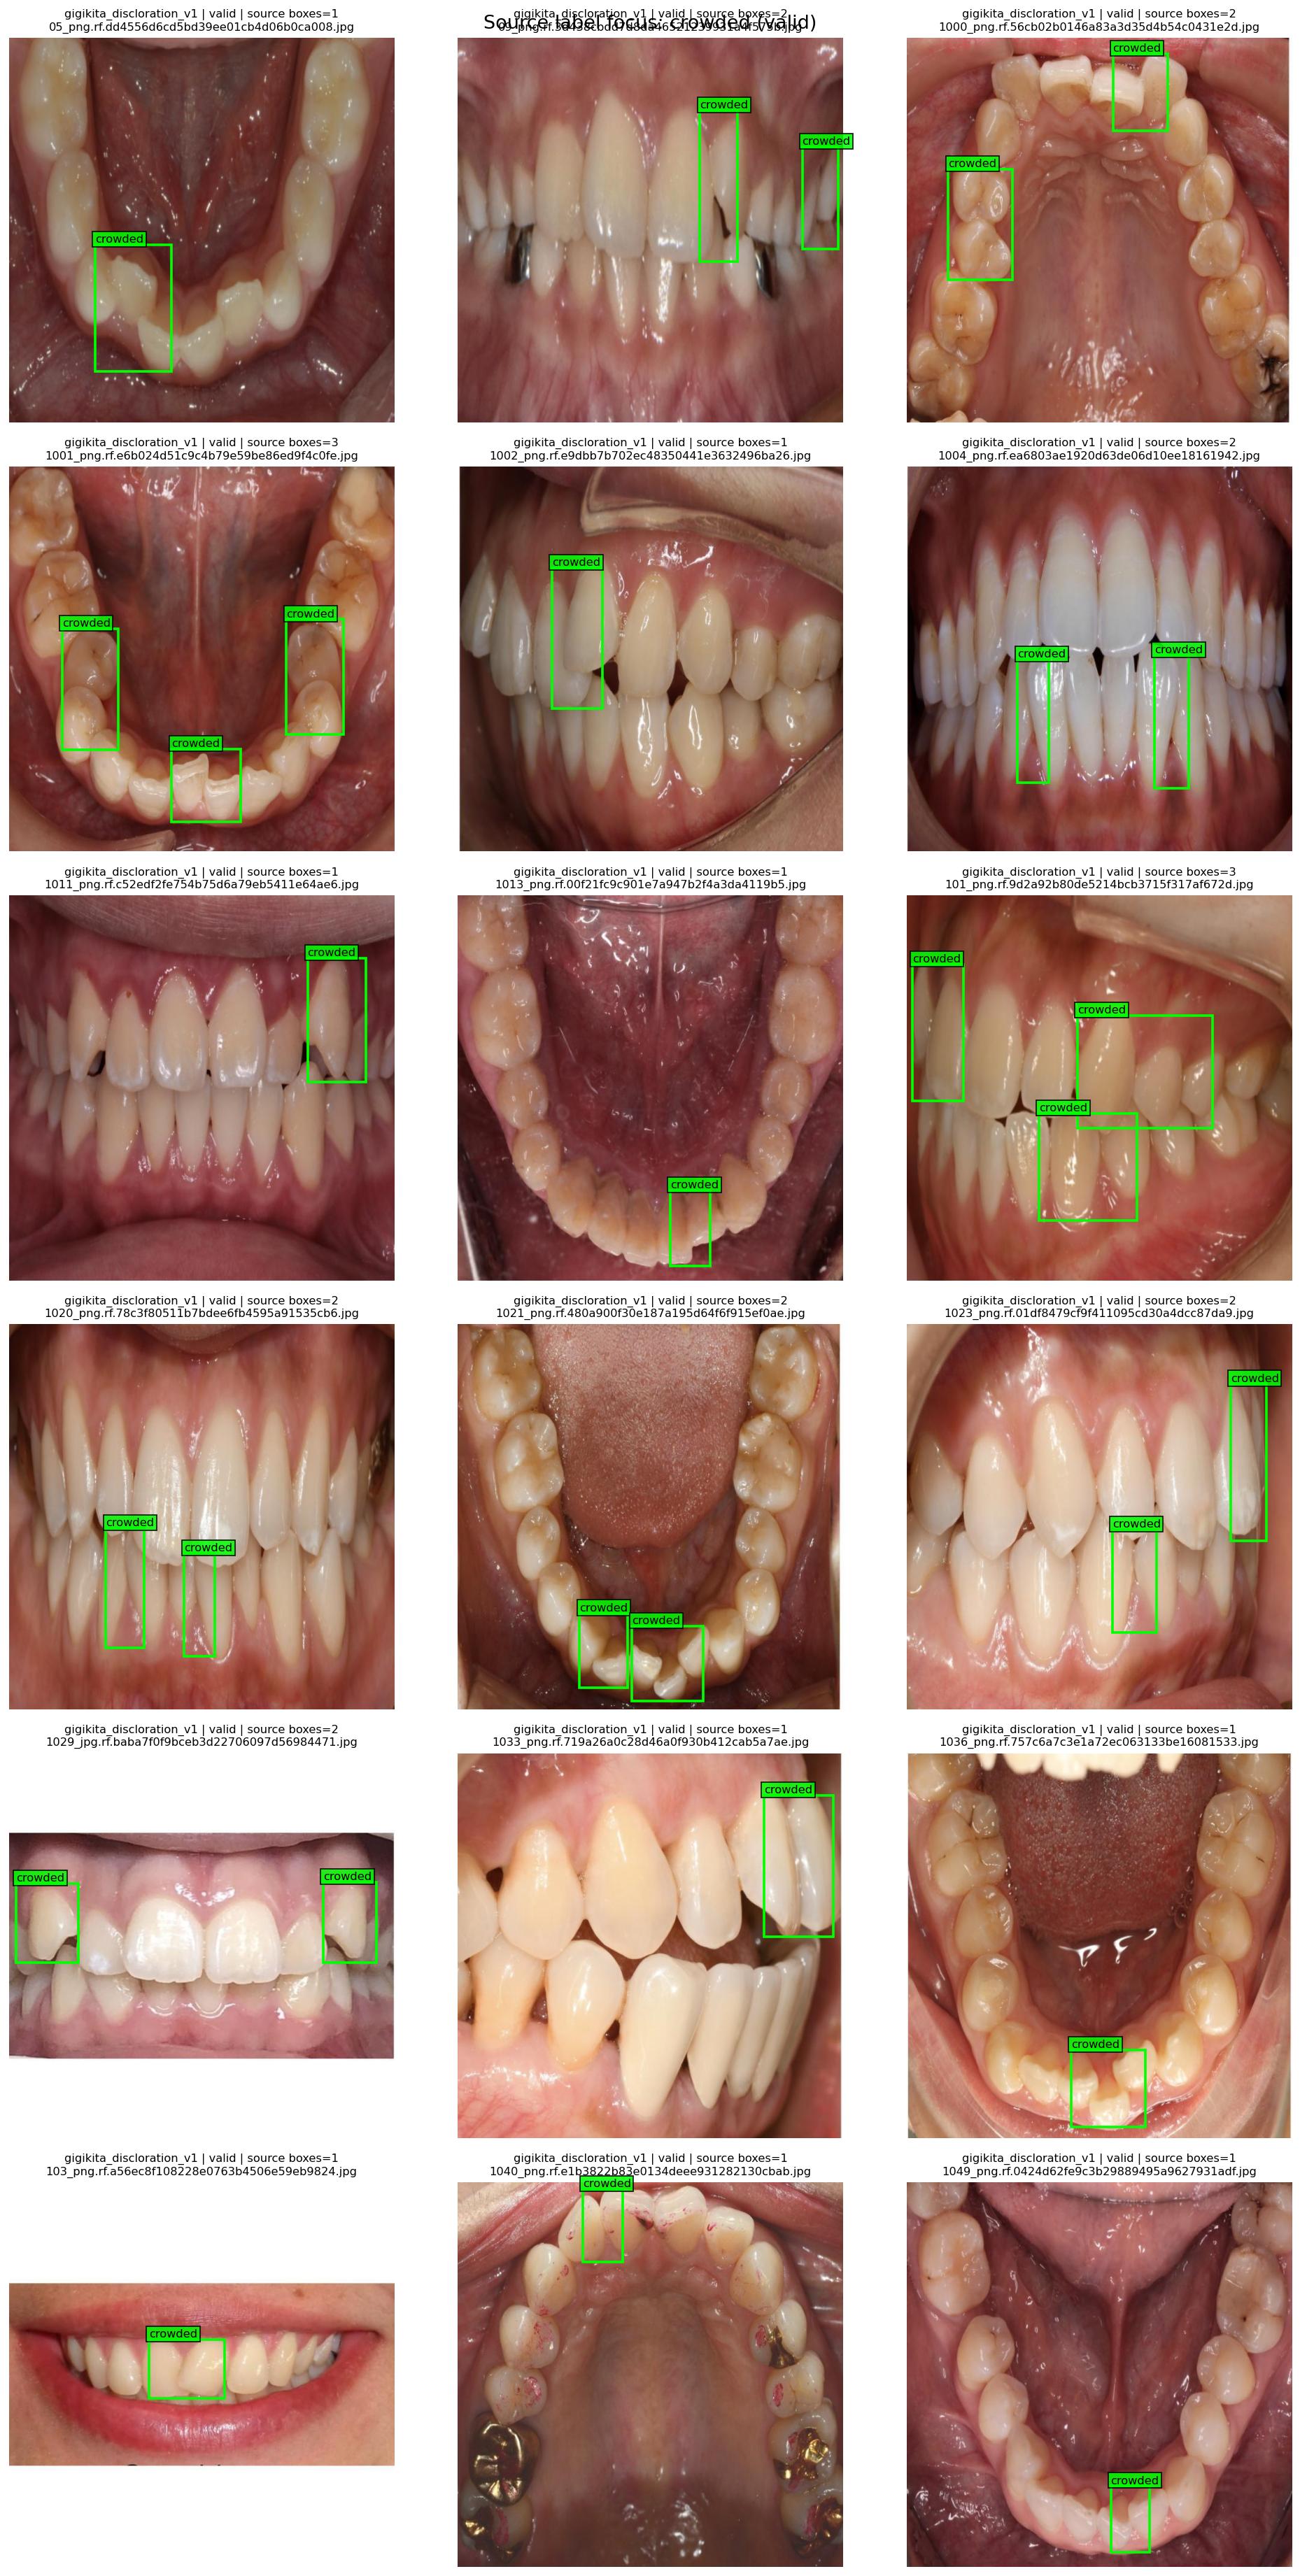 Source label focus: crowded (valid)
gigikita_discloration_v1 | valid | source boxes=1
05_png.rf.dd4556d6cd5bd39ee01cb4d06b0ca008.jpg
crowded
gigikita_discloration_v1 | valid | source boxes=2
crowded
crowded
gigikita_discloration_v1 | valid | source boxes=2
1000_png.rf.56cb02b0146a83a3d35d4b54c0431e2d.jpg
crowded
crowded
gigikita_discloration_v1 | valid | source boxes=3
1001_png.rf.e6b024d51c9c4b79e59be86ed9f4c0fe.jpg
crowded
crowded
crowded
gigikita_discloration_v1 | valid | source boxes=1
1002_png.rf.e9dbb7b702ec48350441e3632496ba26.jpg
crowded
gigikita_discloration_v1 | valid | source boxes=2
1004_png.rf.ea6803ae1920d63de06d10ee18161942.jpg
crowded
crowded
gigikita_discloration_v1 | valid | source boxes=1
1011_png.rf.c52edf2fe754b75d6a79eb5411e64ae6.jpg
crowded
gigikita_discloration_v1 | valid | source boxes=1
1013_png.rf.00f21fc9c901e7a947b2f4a3da4119b5.jpg
crowded
gigikita_discloration_v1 | valid | source boxes=3
101_png.rf.9d2a92b80de5214bcb3715f317af672d.jpg
crowded
crowded
crowded
gigikita_discloration_v1 | valid | source boxes=2
1020_png.rf.78c3f80511b7bdee6fb4595a91535cb6.jpg
crowded
crowded
gigikita_discloration_v1 | valid | source boxes=2
1021_png.rf.480a900f30e187a195d64f6f915ef0ae.jpg
crowded
crowded
gigikita_discloration_v1 | valid | source boxes=2
1023_png.rf.01df8479cf9f411095cd30a4dcc87da9.jpg
crowded
crowded
gigikita_discloration_v1 | valid | source boxes=2
1029_jpg.rf.baba7f0f9bceb3d22706097d56984471.jpg
crowded
crowded
gigikita_discloration_v1 | valid | source boxes=1
1033_png.rf.719a26a0c28d46a0f930b412cab5a7ae.jpg
crowded
gigikita_discloration_v1 | valid | source boxes=1
1036_png.rf.757c6a7c3e1a72ec063133be16081533.jpg
crowded
gigikita_discloration_v1 | valid | source boxes=1
103_png.rf.a56ec8f108228e0763b4506e59eb9824.jpg
crowded
gigikita_discloration_v1 | valid | source boxes=1
1040_png.rf.e1b3822b83e0134deee931282130cbab.jpg
crowded
gigikita_discloration_v1 | valid | source boxes=1
1049_png.rf.0424d62fe9c3b29889495a9627931adf.jpg
crowded